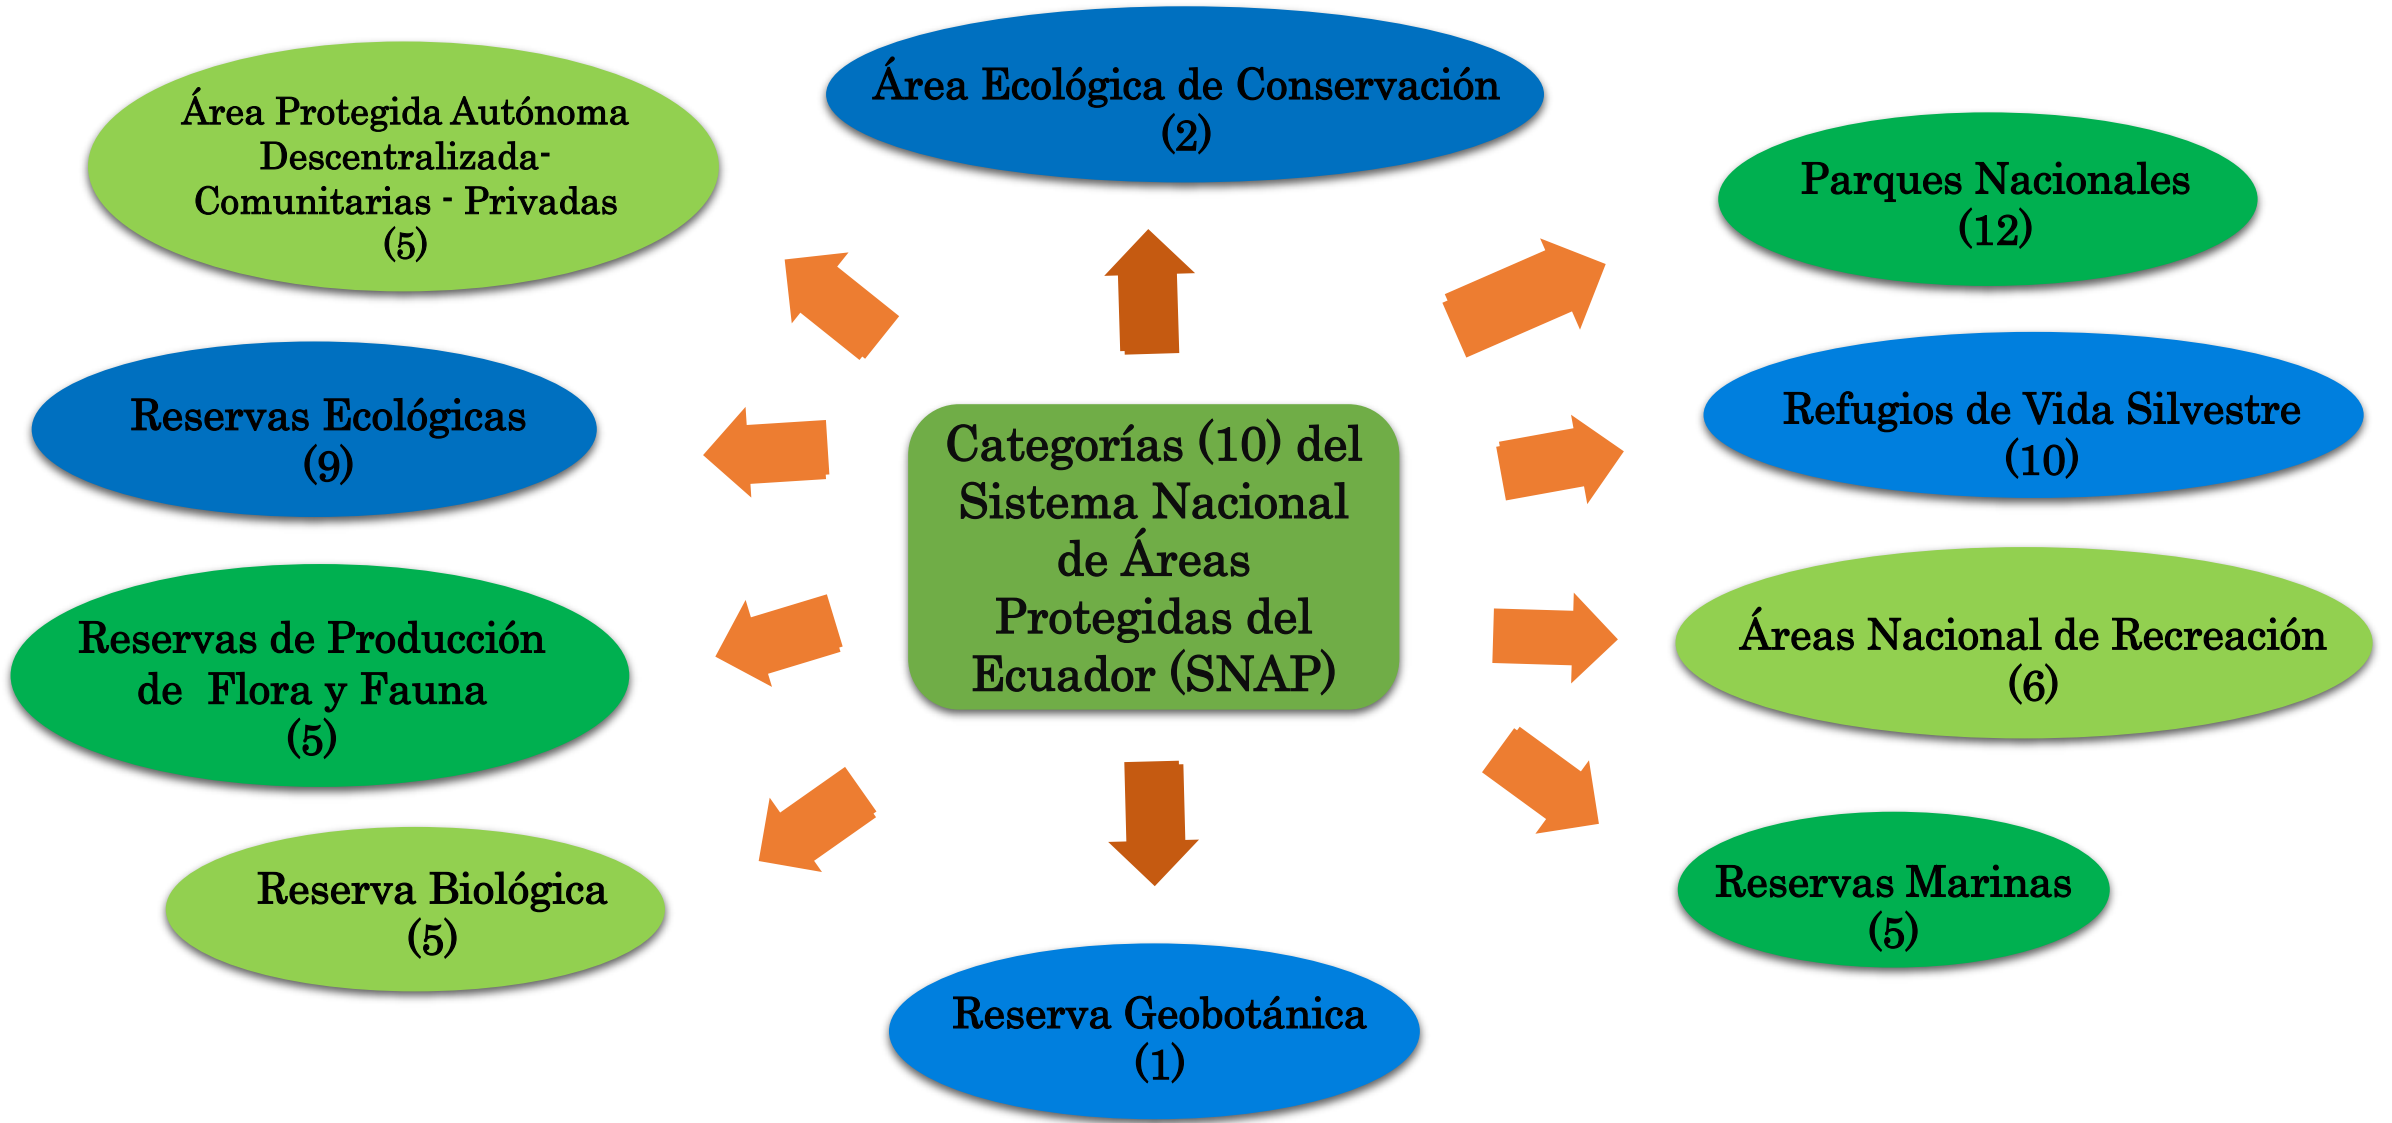 Área Ecológica de Conservación
(2)
Área Protegida Autónoma
Descentralizada-
Comunitarias - Privadas
(5)
Parques Nacionales
(12)
Reservas Ecológicas
(9)
Categorías (10) del
Sistema Nacional
de Áreas
Protegidas del
Ecuador (SNAP)
Refugios de Vida Silvestre
(10)
Reservas de Producción
de  Flora y Fauna
(5)
Áreas Nacional de Recreación
(6)
Reserva Biológica
(5)
Reservas Marinas
(5)
Reserva Geobotánica
(1)